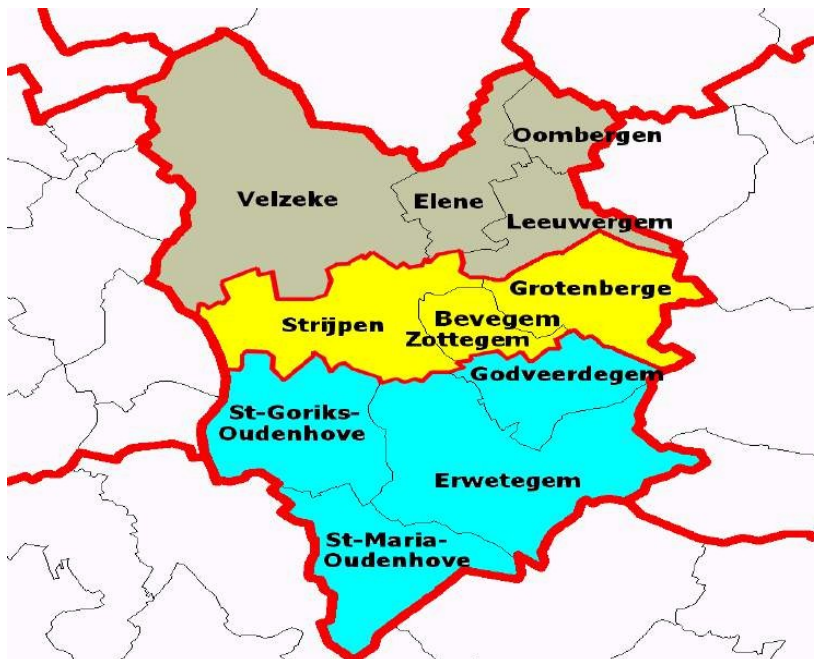 Oombergen
Velzeke
Elene
Leeuwergem
Grotenberge
Strijpen
Bevegem
Zottegem
Godveerdegem
St-Goriks-
Oudenhove
Erwetegem
St-Maria-
Oudenhove